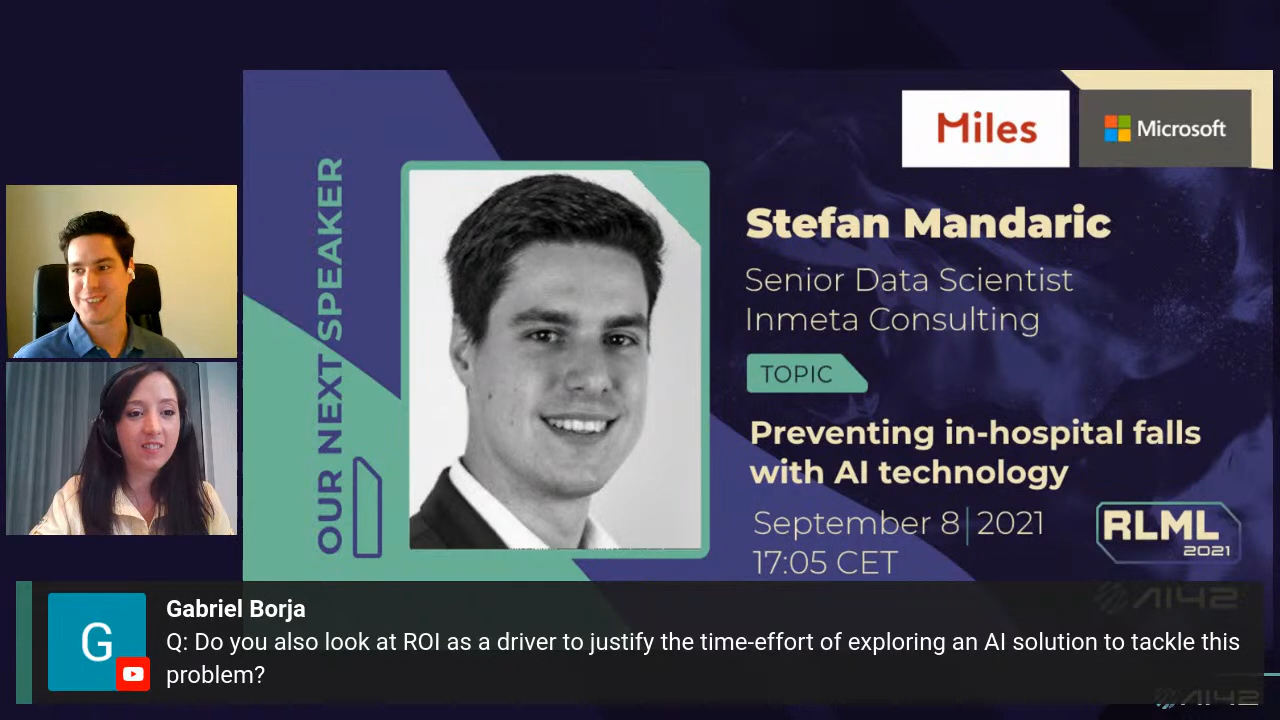 OUR NEXT SPEAKER
Miles
Microsoft
Stefan Mandaric
Senior Data Scientist
Inmeta Consulting
TOPIC
Preventing in-hospital falls
with AI technology
September 8 | 2021
17:05 CET
RLML
2021
AI42
G
Gabriel Borja
Q: Do you also look at ROI as a driver to justify the time-effort of exploring an AI solution to tackle this
problem?
AI42